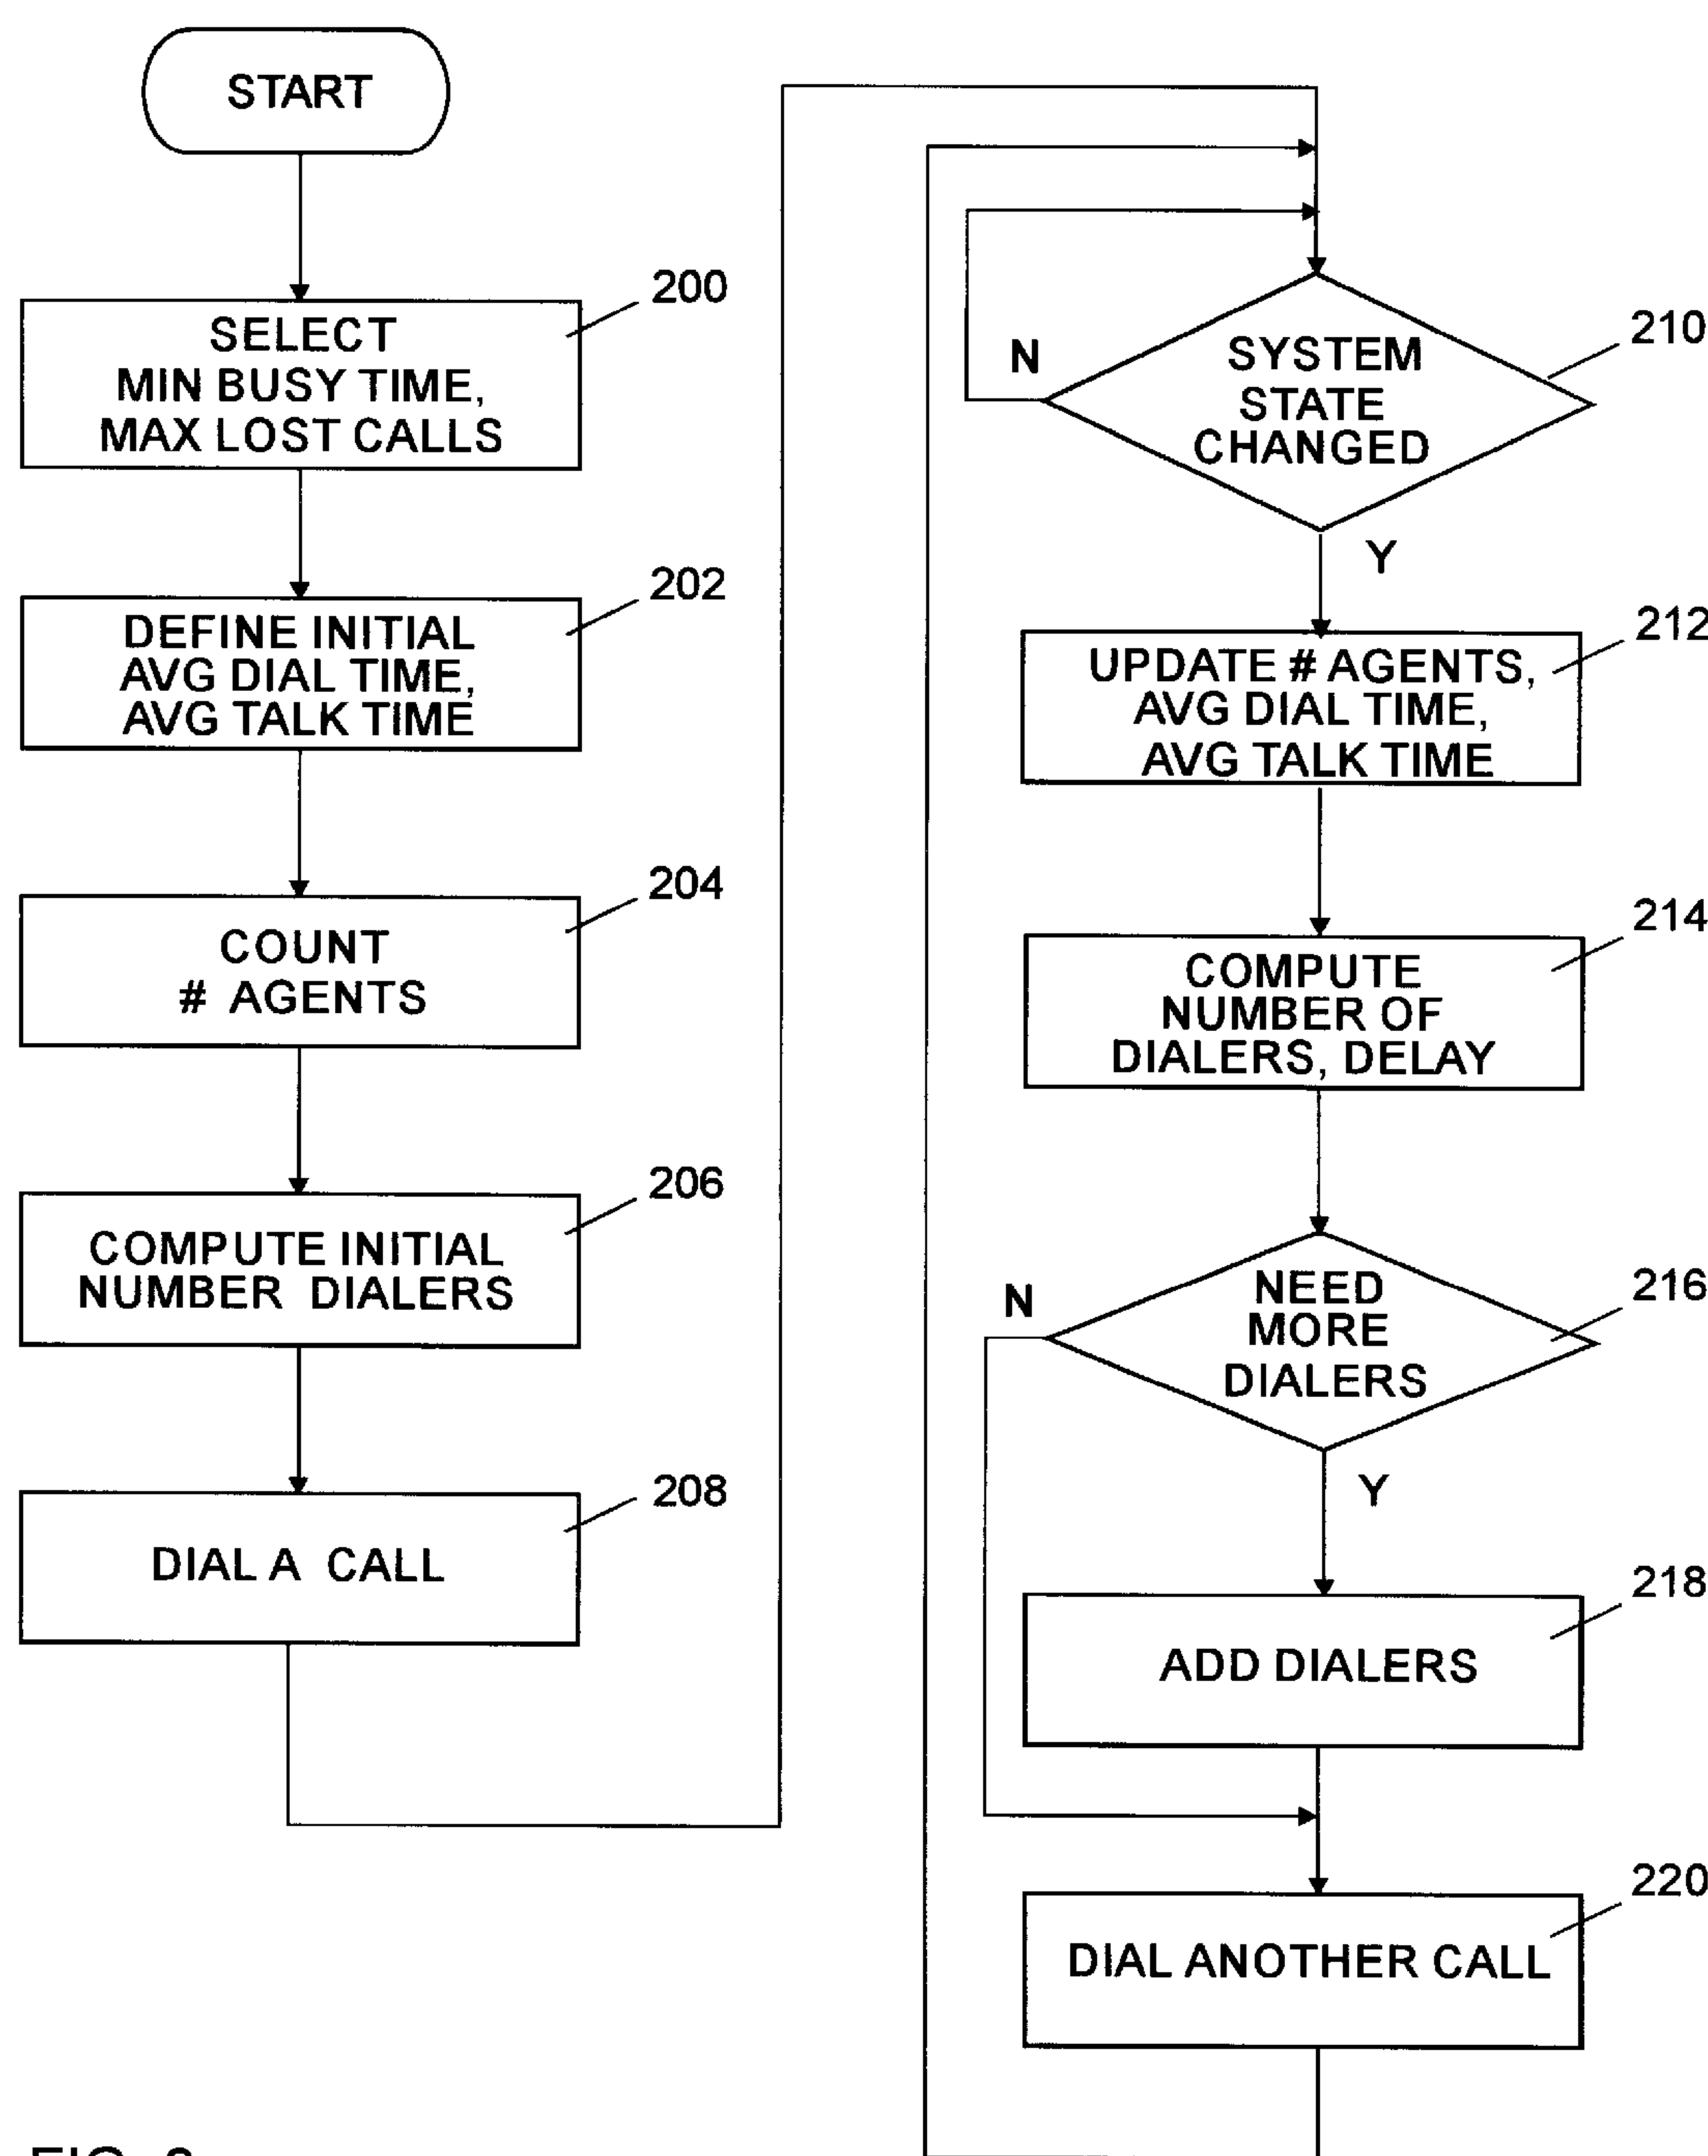 START
200
SELECT
MIN BUSY TIME,
MAX LOST CALLS
202
DEFINE INITIAL
AVG DIAL TIME,
AVG TALK TIME
204
COUNT
# AGENTS
206
COMPUTE INITIAL
NUMBER DIALERS
208
DIAL A CALL
210
N
SYSTEM
STATE
CHANGED
Y
212
UPDATE # AGENTS,
AVG DIAL TIME,
AVG TALK TIME
214
COMPUTE
NUMBER OF
DIALERS, DELAY
216
N
NEED
MORE
DIALERS
Y
218
ADD DIALERS
220
DIAL ANOTHER CALL
FIG.